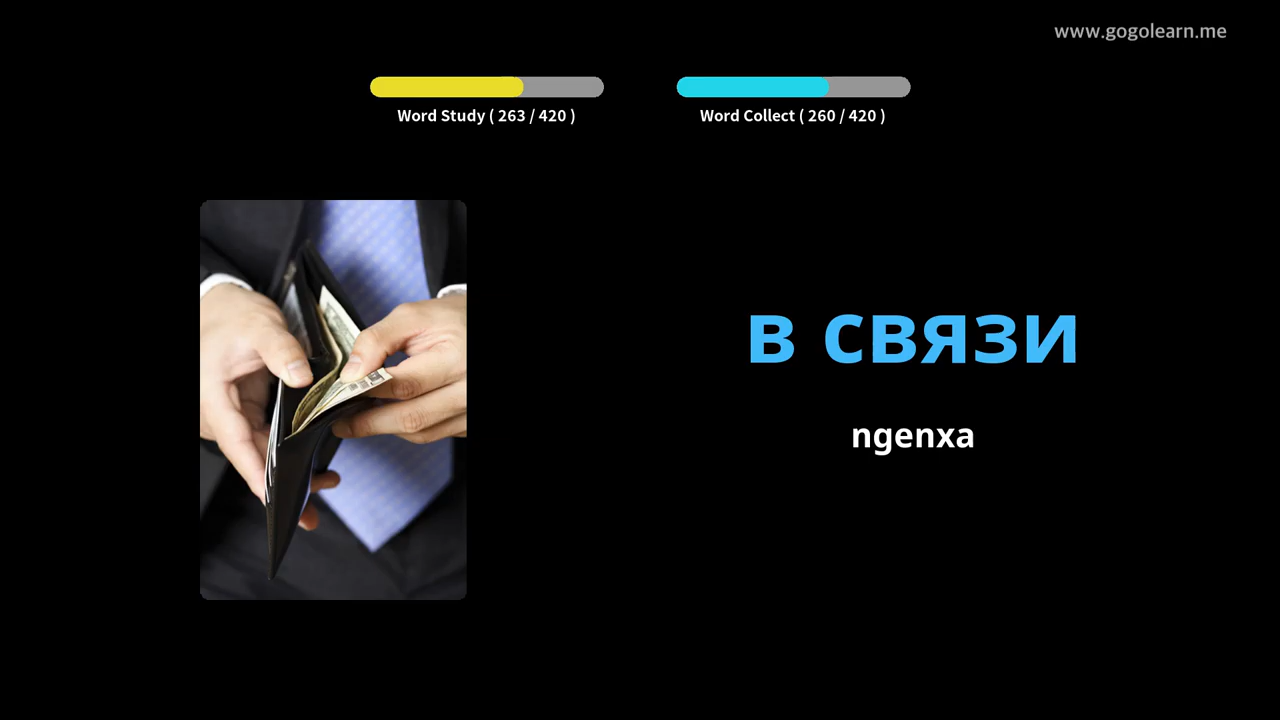 www.gogolearn.me
Word Study ( 263 / 420 )
Word Collect ( 260 / 420 )
в связи
ngenxa